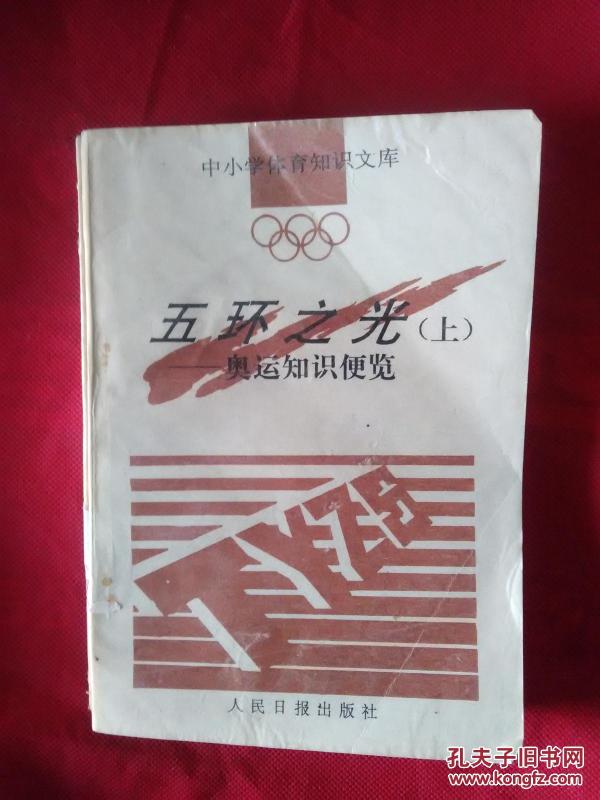 中小学体育知识文库
五环之光（上）
——奥运知识便览
人民日报出版社
孔夫子旧书网
www.kongfz.com